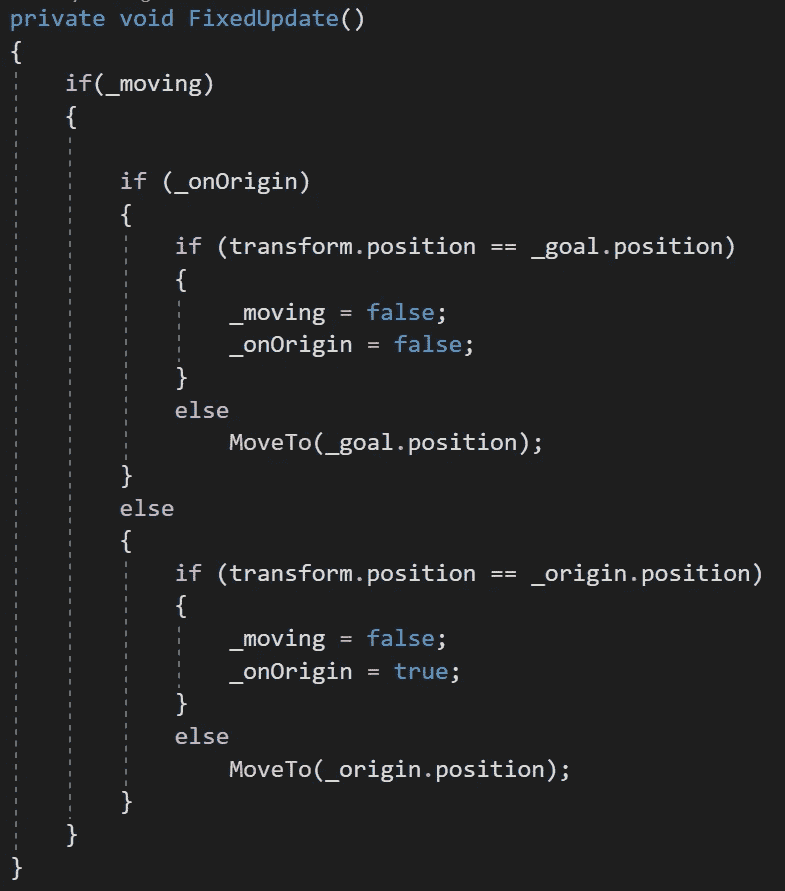 private void FixedUpdate()
{
    if(_moving)
    {

        if (_onOrigin)
        {
            if (transform.position == _goal.position)
            {
                _moving = false;
                _onOrigin = false;
            }
            else
                MoveTo(_goal.position);
        }
        else
        {
            if (transform.position == _origin.position)
            {
                _moving = false;
                _onOrigin = true;
            }
            else
                MoveTo(_origin.position);
        }
    }
}